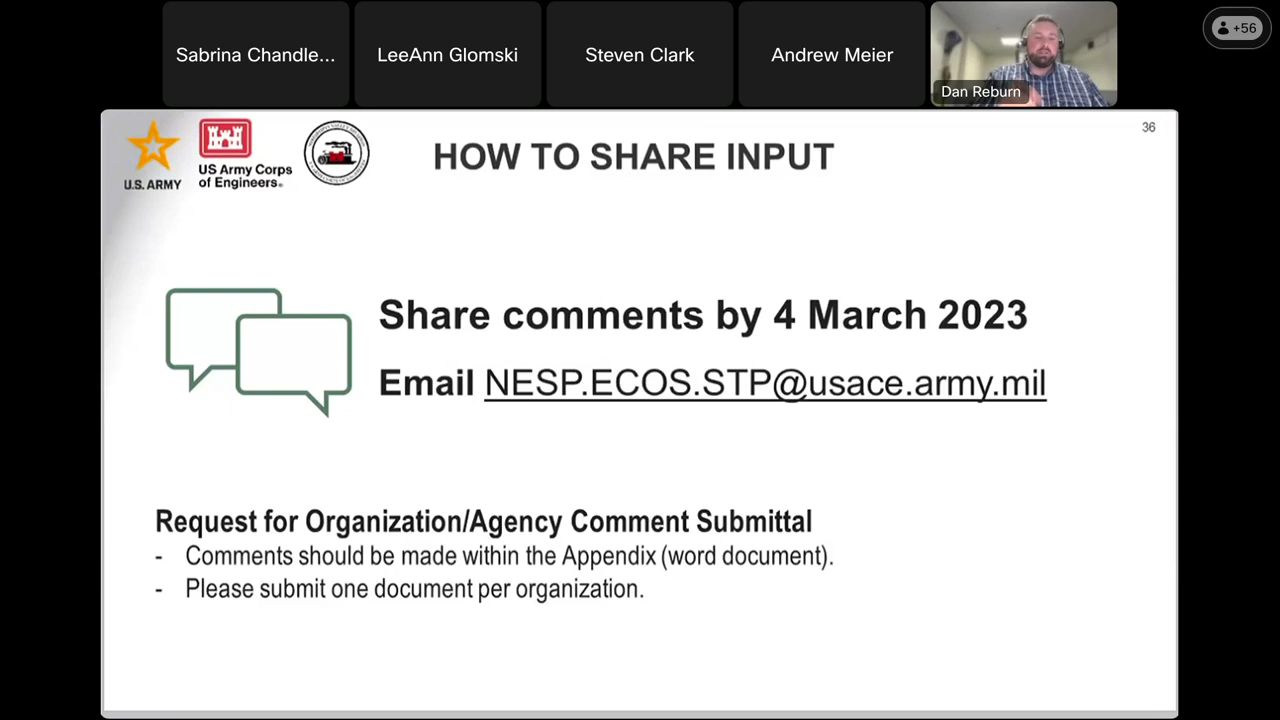 Sabrina Chandle...
LeeAnn Glomski
Steven Clark
Andrew Meier
Dan Reburn
+56
36
U.S. ARMY
US Army Corps
of Engineers®
HOW TO SHARE INPUT
Share comments by 4 March 2023
Email NESP.ECOS.STP@usace.army.mil
Request for Organization/Agency Comment Submittal
- Comments should be made within the Appendix (word document).
- Please submit one document per organization.